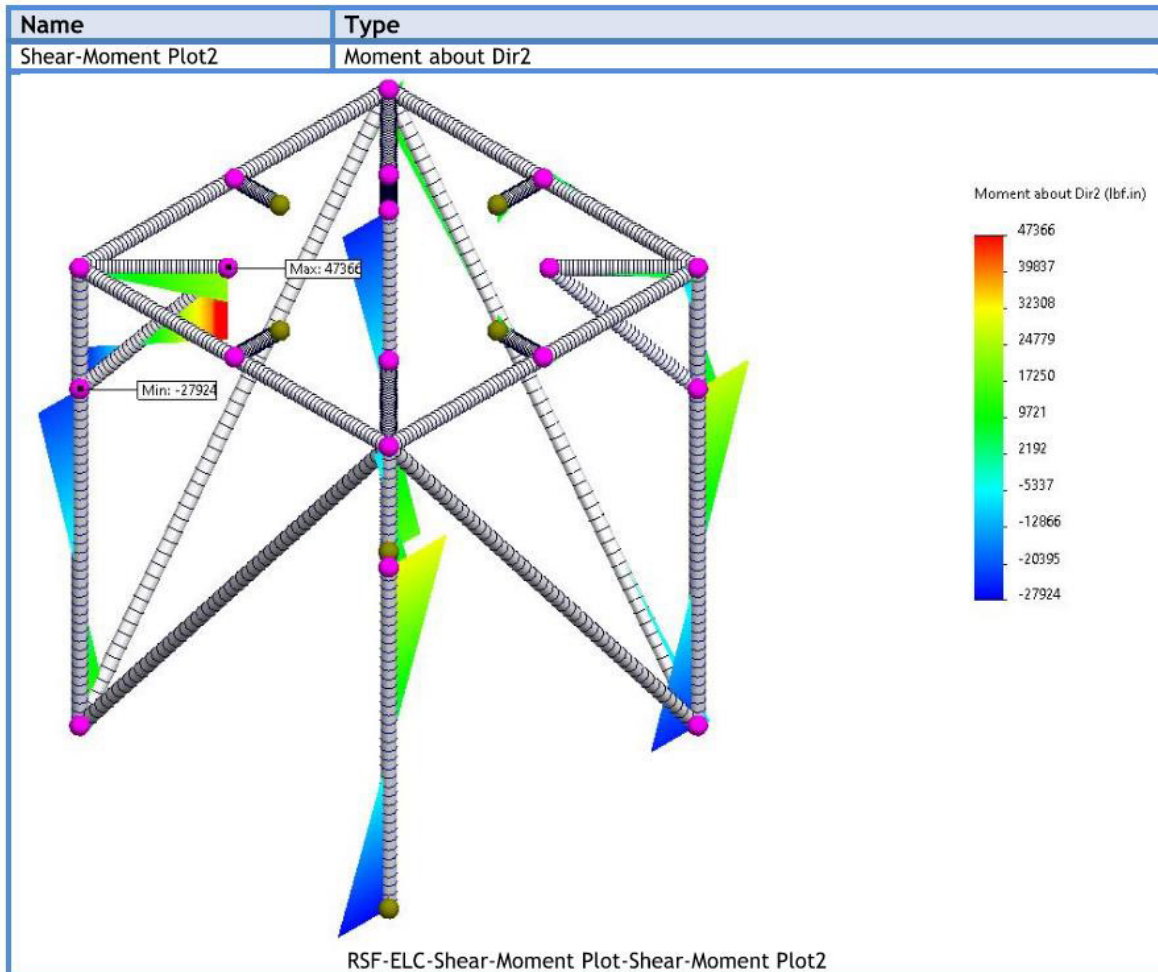 Name Type
Shear-Moment Plot2 Moment about Dir2
Moment about Dir2 (lbf.in)
47366
39837
32308
24779
17250
9721
2192
-5337
-12866
-20395
-27924
Max: 47366
Min: -27924
RSF-ELC-Shear-Moment Plot-Shear-Moment Plot2